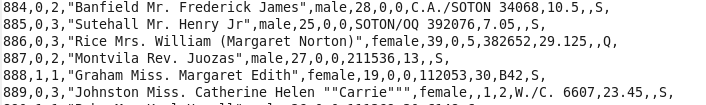 884,0,2,"Banfield Mr. Frederick James",male,28,0,0,C.A./SOTON 34068,10.5,,S,
885,0,3,"Sutehall Mr. Henry Jr",male,25,0,0,SOTON/OQ 392076,7.05,,S,
886,0,3,"Rice Mrs. William (Margaret Norton)",female,39,0,5,382652,29.125,,Q,
887,0,2,"Montvila Rev. Juozas",male,27,0,0,211536,13,,S,
888,1,1,"Graham Miss. Margaret Edith",female,19,0,0,112053,30,B42,S,
889,0,3,"Johnston Miss. Catherine Helen ""Carrie""",female,,1,2,W./C. 6607,23.45,,S,